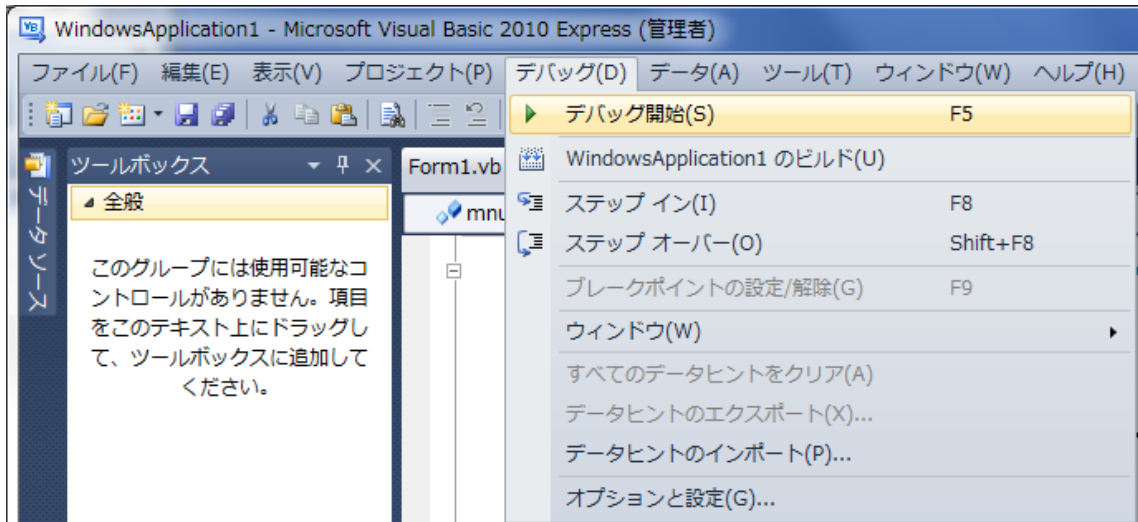 WindowsApplication1 - Microsoft Visual Basic 2010 Express (管理者)
ファイル(F) 編集(E) 表示(V) プロジェクト(P) デバッグ(D) データ(A) ツール(T) ウィンドウ(W) ヘルプ(H)
データ ソース
ツールボックス
全般
このグループには使用可能なコ
ントロールがありません。項目
をこのテキスト上にドラッグし
て、ツールボックスに追加して
ください。
Form1.vb
mnu
デバッグ開始(S) F5
WindowsApplication1 のビルド(U)
ステップ イン(I) F8
ステップ オーバー(O) Shift+F8
ブレークポイントの設定/解除(G) F9
ウィンドウ(W)
すべてのデータヒントをクリア(A)
データヒントのエクスポート(X)...
データヒントのインポート(P)...
オプションと設定(G)...